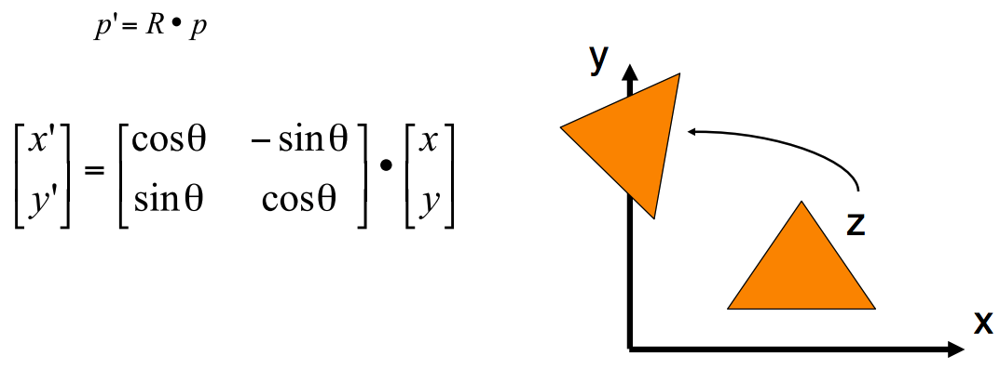 p' = R • p
[x'] = [cosθ  - sinθ] • [x]
[y']   [sinθ  cosθ]   [y]
y
z
x